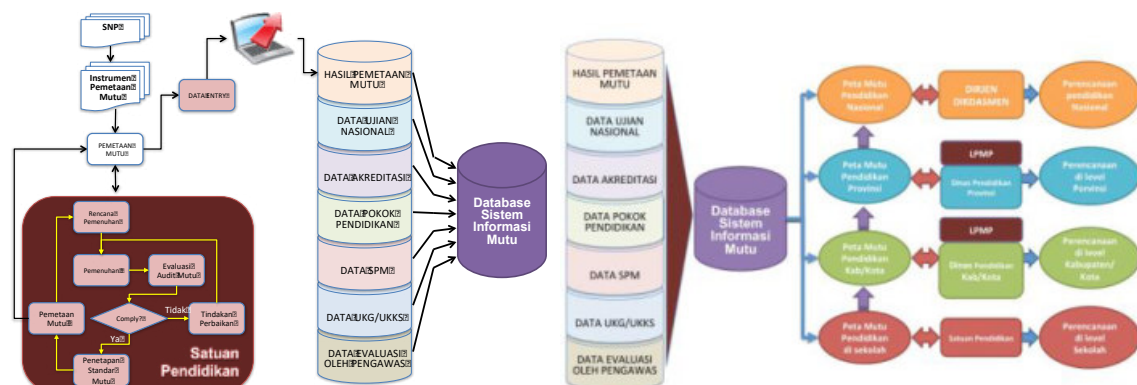 SNP
Instrumen
Pemetaan
Mutu
PEMETAAN
MUTU
DATA ENTRY
Rencana
Pemenuhan
Pemenuhan
Evaluasi
Audit Mutu
Comply?
Tidak
Tindakan
Perbaikan
Ya
Penetapan
Standar
Mutu
Pemetaan
Mutu
Satuan
Pendidikan
HASIL PEMETAAN
MUTU
DATA UJIAN
NASIONAL
DATA AKREDITASI
DATA POKOK
PENDIDIKAN
DATA SPM
DATA UKG/UKKS
DATA EVALUASI
OLEH PENGAWAS
Database
Sistem
Informasi
Mutu
HASIL PEMETAAN
MUTU
DATA UJIAN
NASIONAL
DATA AKREDITASI
DATA POKOK
PENDIDIKAN
DATA SPM
DATA UKG/UKKS
DATA EVALUASI
OLEH PENGAWAS
Database
Sistem
Informasi
Mutu
Peta Mutu
Pendidikan
Nasional
DIRJEN
DIKDASMEN
Perencanaan
pendidikan
Nasional
Peta Mutu
Pendidikan
Provinsi
LPMP
Dinas Pendidikan
Provinsi
Perencanaan
di level
Peta Mutu
Pendidikan
Kab/Kota
LPMP
Dinas Pendidikan
Kab/Kota
Perencanaan
di level
Kabupaten/
Kota
Peta Mutu
Pendidikan
di sekolah
Satuan Pendidikan
Perencanaan
di level
Sekolah